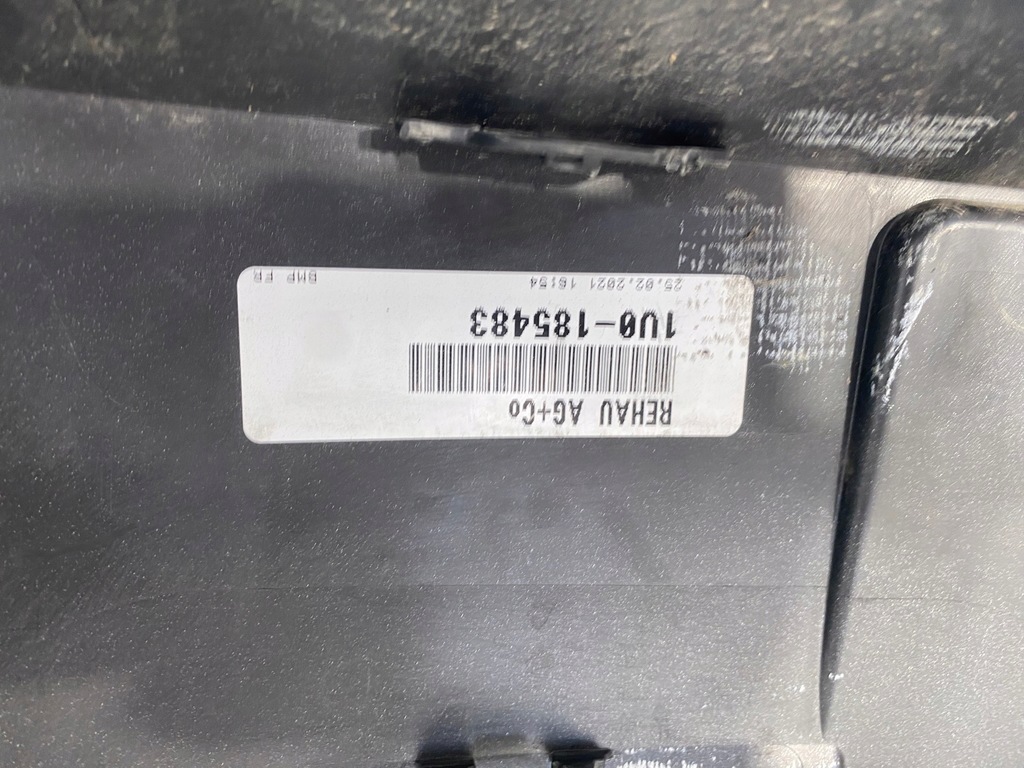 REHAU AG+Co
1U0-185483
25.02.2021 16:54 BMP FR